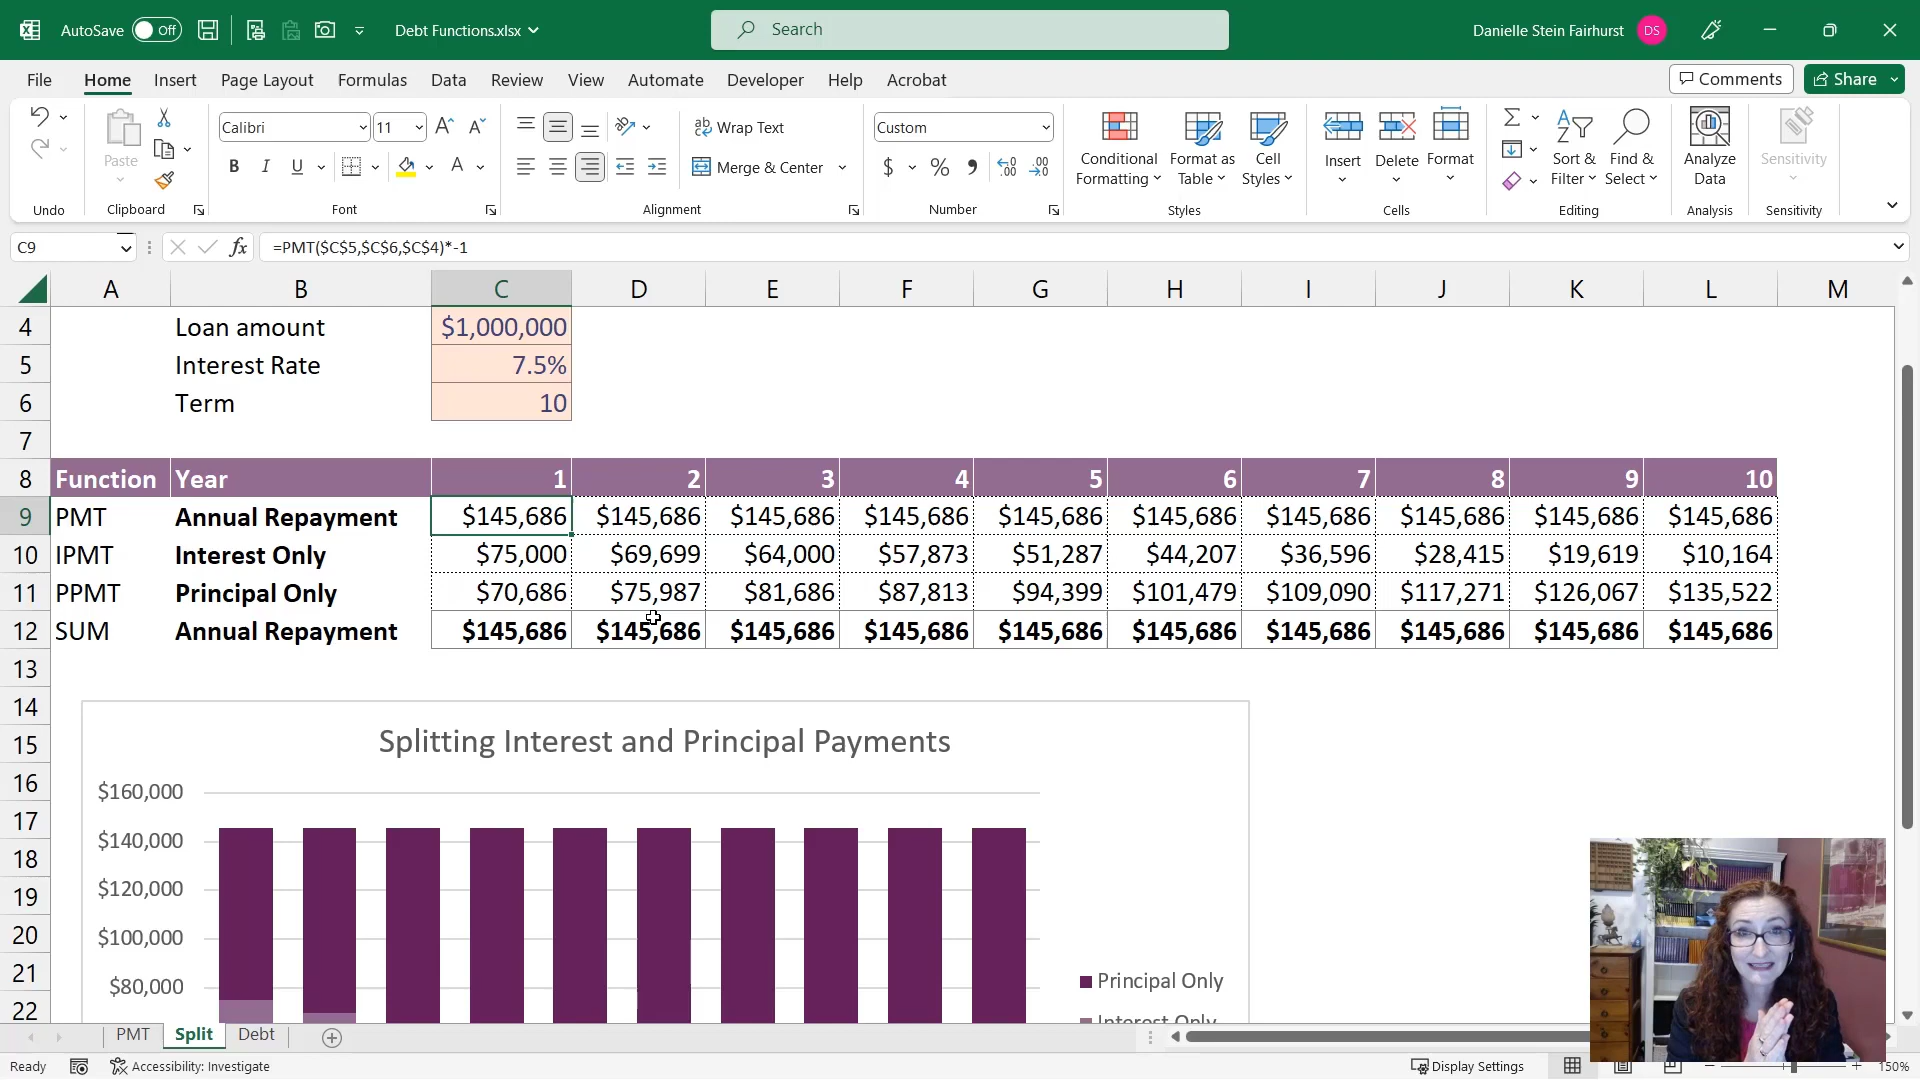 AutoSave Off Debt Functions.xlsx Search Danielle Stein Fairhurst DS
File Home Insert Page Layout Formulas Data Review View Automate Developer Help Acrobat Comments Share
Paste Calibri 11 A A Wrap Text Custom Conditional Formatting Format as Table Cell Styles Insert Delete Format Sort & Filter Find & Select Analyze Data Sensitivity
B I U A Merge & Center $ % 9
Undo Clipboard Font Alignment Number Styles Cells Editing Analysis Sensitivity
C9 fx =PMT($C$5,$C$6,$C$4)*-1
A B C D E F G H I J K L M
4 Loan amount $1,000,000
5 Interest Rate 7.5%
6 Term 10
7
8 Function Year 1 2 3 4 5 6 7 8 9 10
9 PMT Annual Repayment $145,686 $145,686 $145,686 $145,686 $145,686 $145,686 $145,686 $145,686 $145,686 $145,686
10 IPMT Interest Only $75,000 $69,699 $64,000 $57,873 $51,287 $44,207 $36,596 $28,415 $19,619 $10,164
11 PPMT Principal Only $70,686 $75,987 $81,686 $87,813 $94,399 $101,479 $109,090 $117,271 $126,067 $135,522
12 SUM Annual Repayment $145,686 $145,686 $145,686 $145,686 $145,686 $145,686 $145,686 $145,686 $145,686 $145,686
13
14
15 Splitting Interest and Principal Payments
16 $160,000
17 $140,000
18
19 $120,000
20 $100,000
21 $80,000 Principal Only
22 Interest Only
PMT Split Debt
Ready Accessibility: Investigate Display Settings 150%